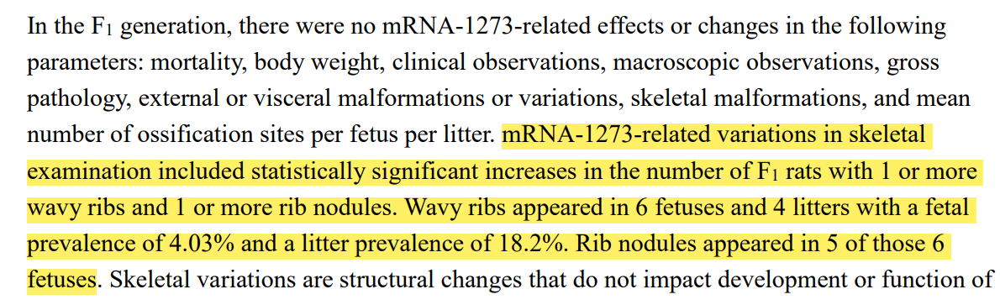 In the F1 generation, there were no mRNA-1273-related effects or changes in the following
parameters: mortality, body weight, clinical observations, macroscopic observations, gross
pathology, external or visceral malformations or variations, skeletal malformations, and mean
number of ossification sites per fetus per litter. mRNA-1273-related variations in skeletal
examination included statistically significant increases in the number of F1 rats with 1 or more
wavy ribs and 1 or more rib nodules. Wavy ribs appeared in 6 fetuses and 4 litters with a fetal
prevalence of 4.03% and a litter prevalence of 18.2%. Rib nodules appeared in 5 of those 6
fetuses. Skeletal variations are structural changes that do not impact development or function of